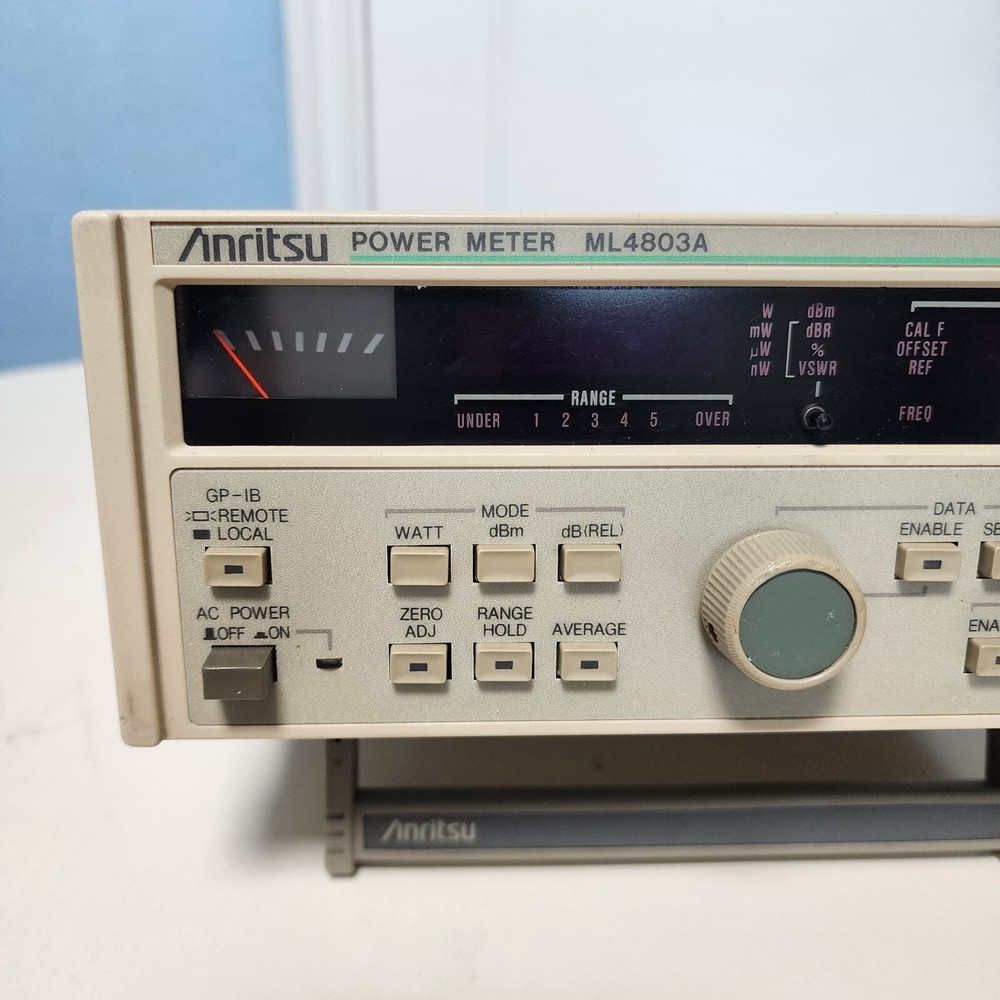 Anritsu POWER METER ML4803A
W dBm
mW dBR
µW %
nW VSWR
CAL F
OFFSET
REF
FREQ
RANGE
UNDER 1 2 3 4 5 OVER
GP-IB
REMOTE
LOCAL
MODE
WATT dBm dB(REL)
DATA
ENABLE
AC POWER
OFF ON
ZERO ADJ
RANGE HOLD
AVERAGE
Anritsu